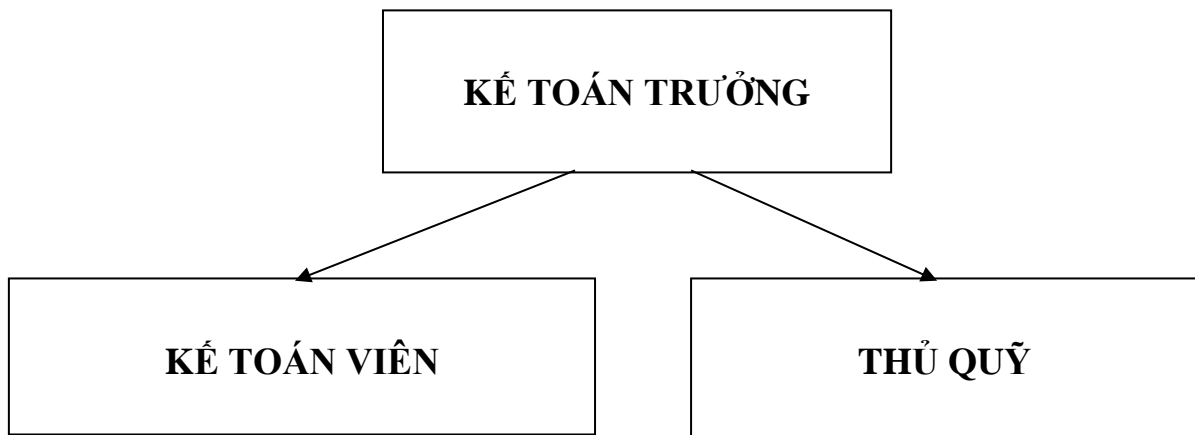 KẾ TOÁN TRƯỞNG
KẾ TOÁN VIÊN
THỦ QUỸ